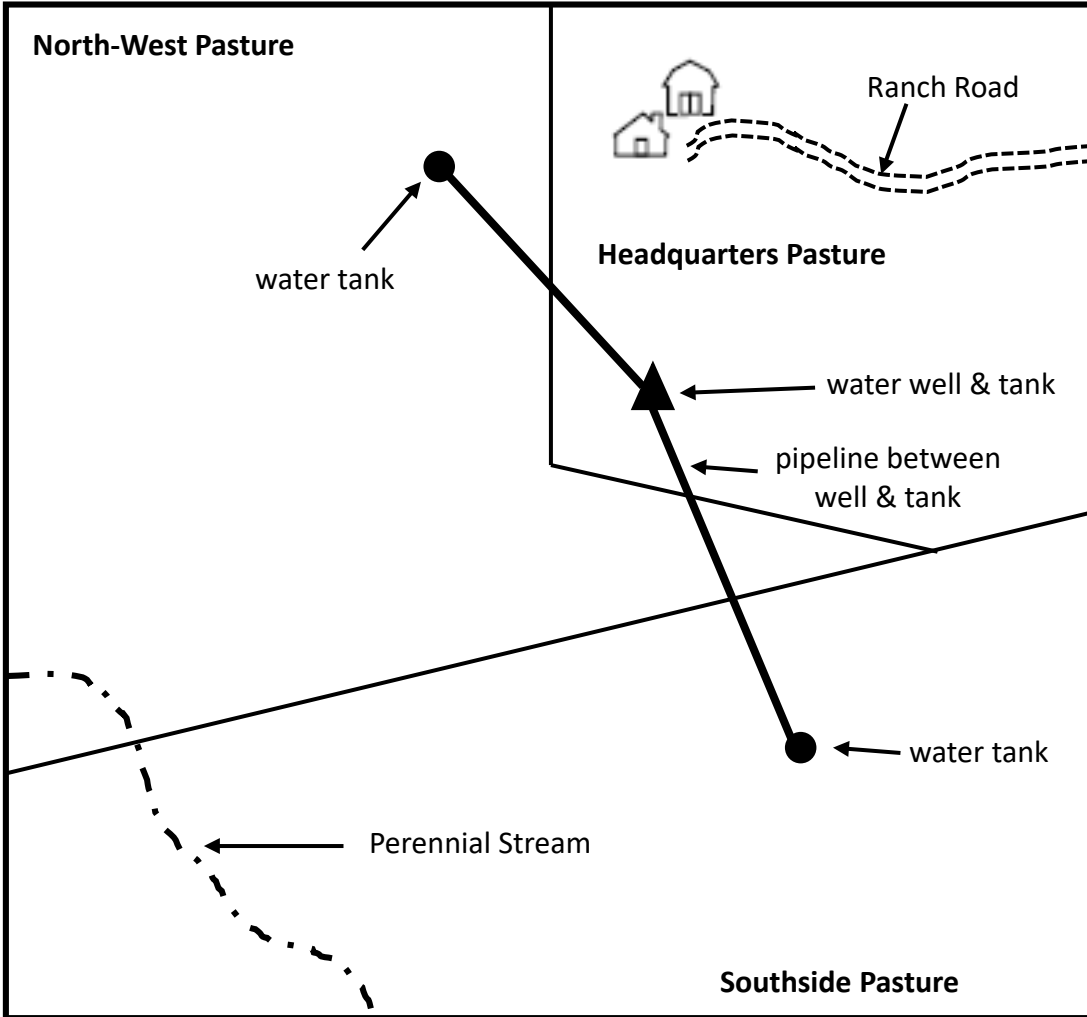 North-West Pasture
Ranch Road
Headquarters Pasture
water tank
water well & tank
pipeline between
well & tank
water tank
Perennial Stream
Southside Pasture